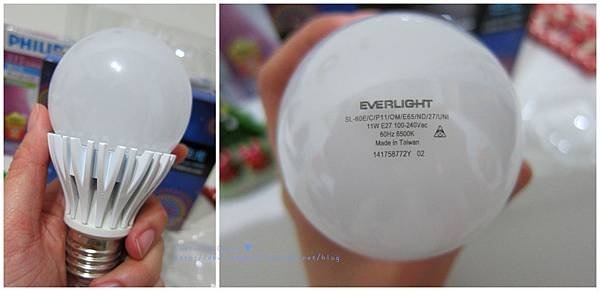 PHILIPS
EVERLIGHT
SL-60E/C/P11/OM/E65/ND/27/UNI
11W E27 100-240Vac
60Hz 6500K
Made in Taiwan
141758772Y 02